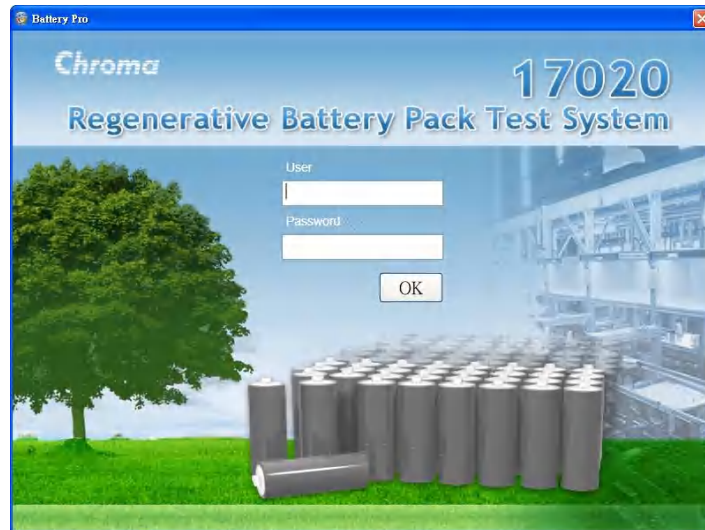 Battery Pro
Chroma
17020
Regenerative Battery Pack Test System
User
Password
OK